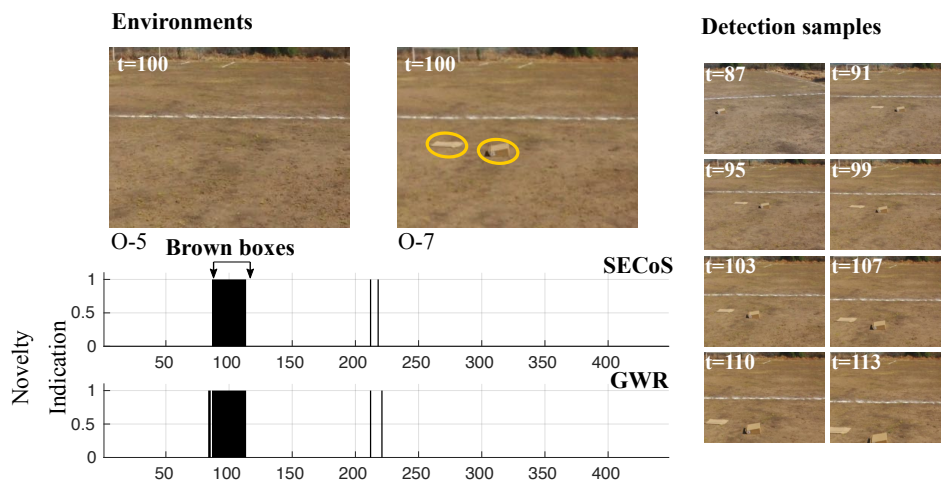 Environments
t=100
t=100
O-5
O-7
Brown boxes
SECoS
1
0.5
0
50
100
150
200
250
300
350
400
GWR
1
0.5
0
50
100
150
200
250
300
350
400
Novelty
Indication
Detection samples
t=87
t=91
t=95
t=99
t=103
t=107
t=110
t=113